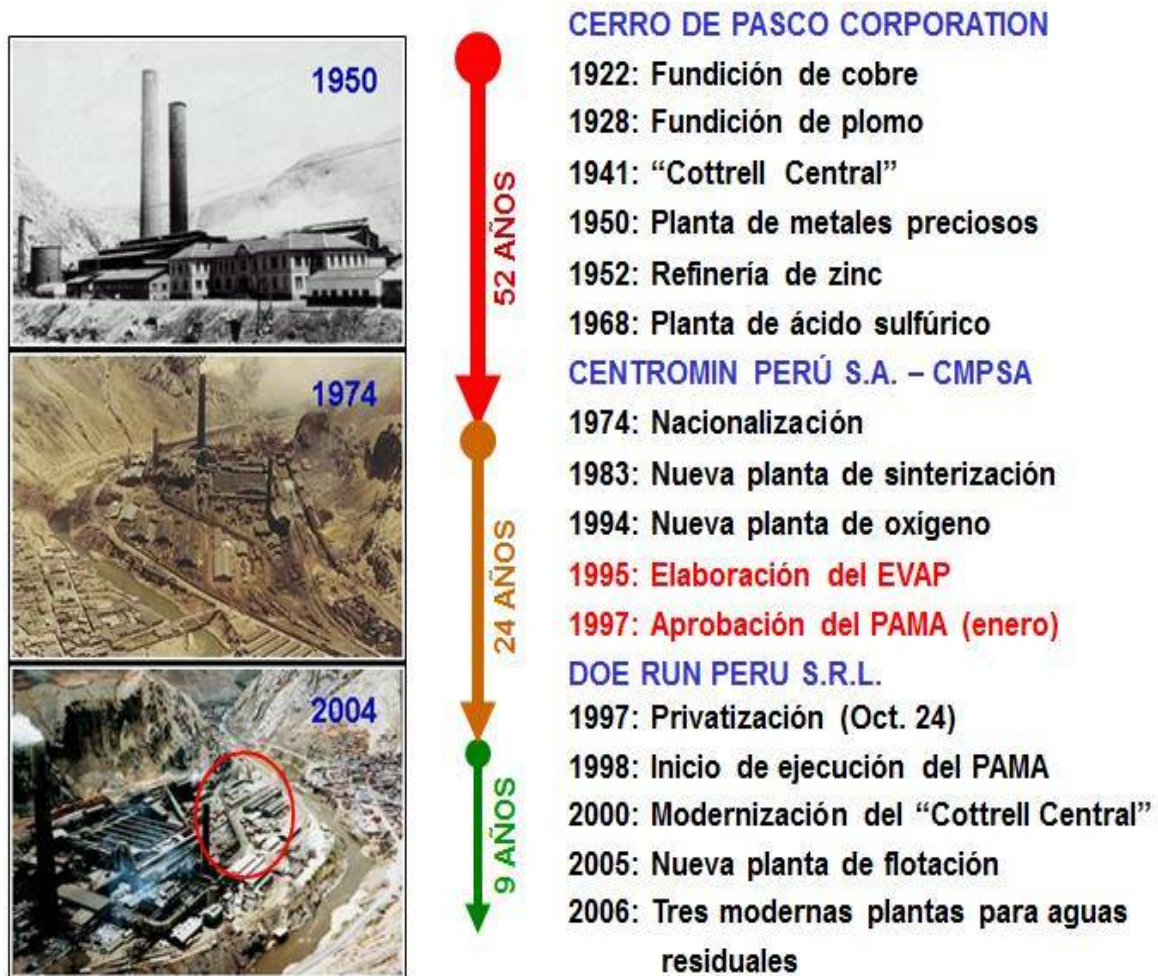 CERRO DE PASCO CORPORATION
1950
1922: Fundición de cobre
1928: Fundición de plomo
1941: “Cottrell Central”
1950: Planta de metales preciosos
1952: Refinería de zinc
1968: Planta de ácido sulfúrico
52 AÑOS
CENTROMIN PERÚ S.A. – CMPSA
1974
1974: Nacionalización
1983: Nueva planta de sinterización
1994: Nueva planta de oxígeno
1995: Elaboración del EVAP
1997: Aprobación del PAMA (enero)
24 AÑOS
DOE RUN PERU S.R.L.
2004
1997: Privatización (Oct. 24)
1998: Inicio de ejecución del PAMA
2000: Modernización del “Cottrell Central”
2005: Nueva planta de flotación
2006: Tres modernas plantas para aguas
residuales
9 AÑOS